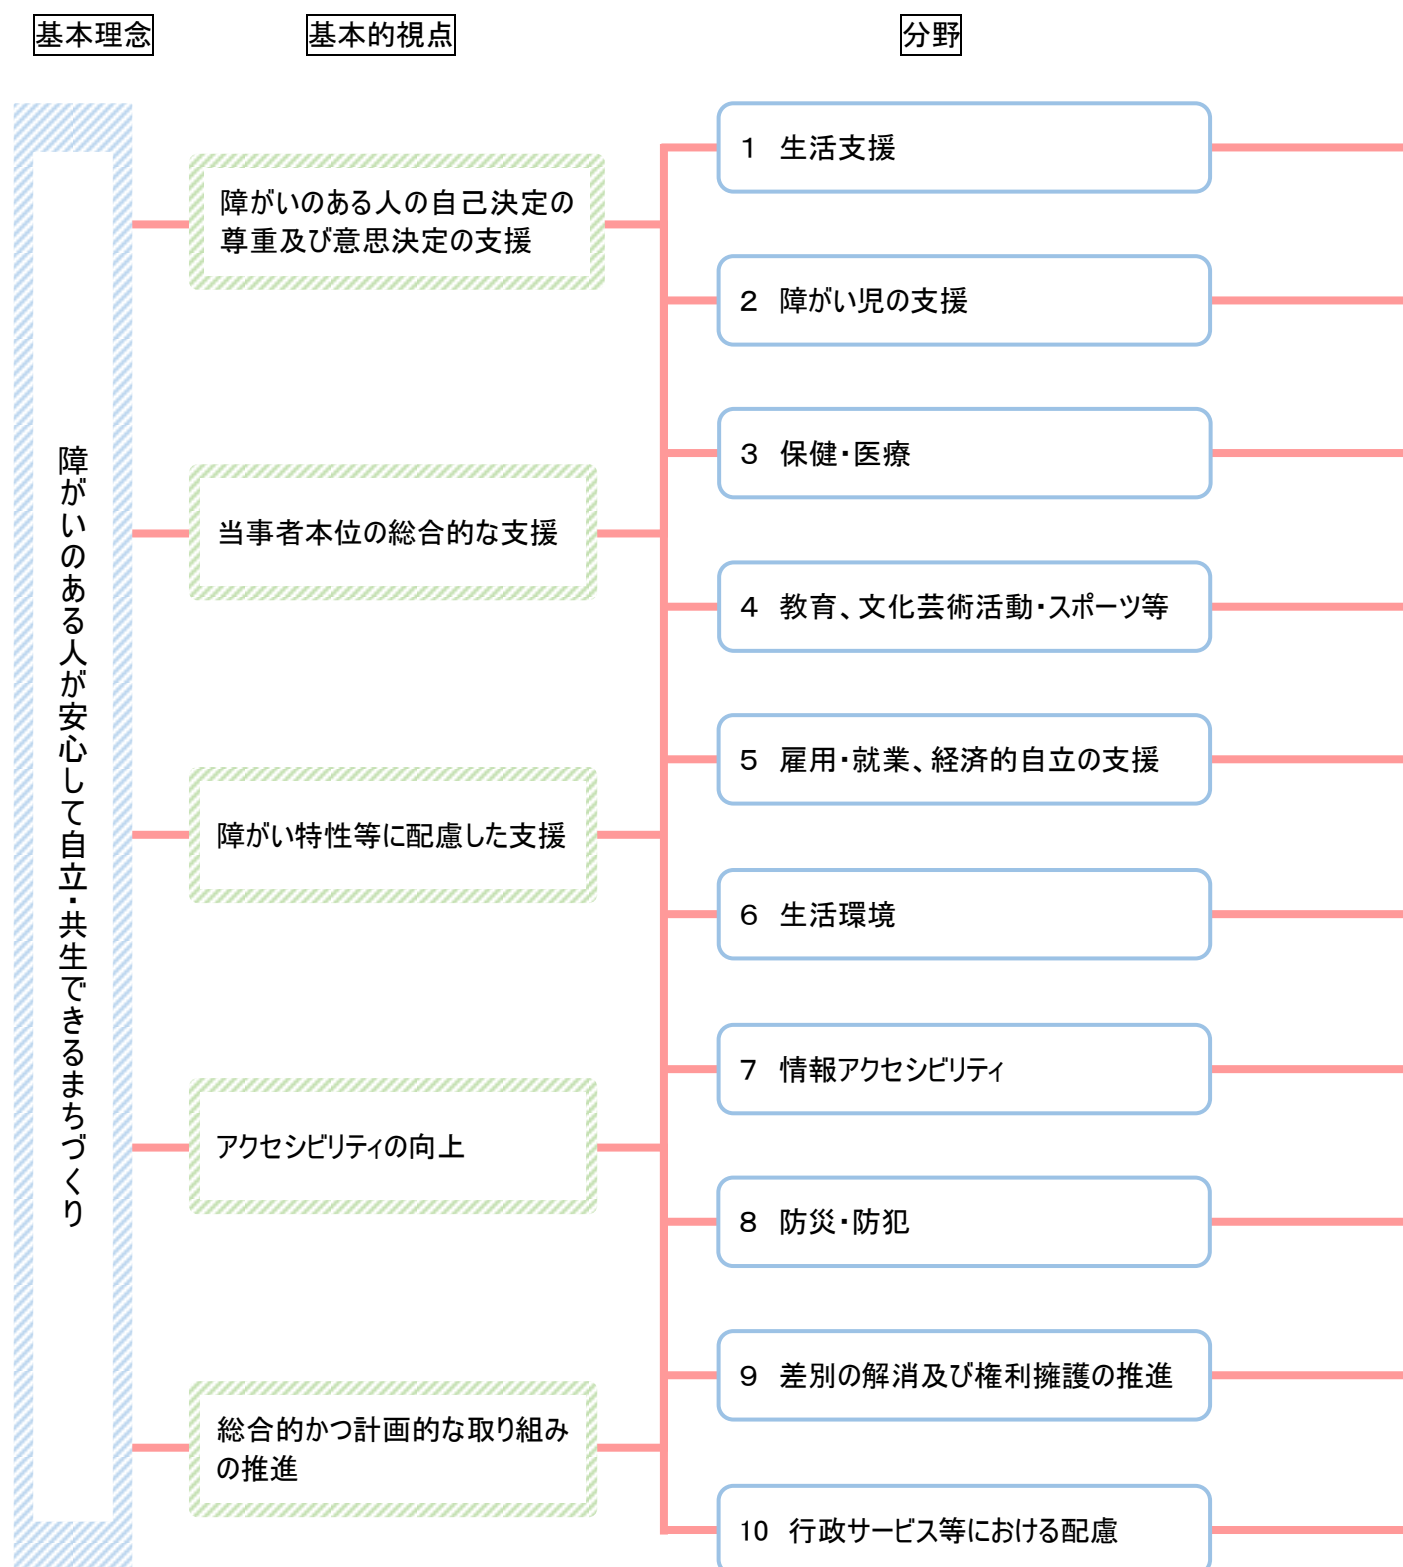 基本理念
基本的視点
分野
障がいのある人が安心して自立・共生できるまちづくり
障がいのある人の自己決定の
尊重及び意思決定の支援
当事者本位の総合的な支援
障がい特性等に配慮した支援
アクセシビリティの向上
総合的かつ計画的な取り組み
の推進
1 生活支援
2 障がい児の支援
3 保健・医療
4 教育、文化芸術活動・スポーツ等
5 雇用・就業、経済的自立の支援
6 生活環境
7 情報アクセシビリティ
8 防災・防犯
9 差別の解消及び権利擁護の推進
10 行政サービス等における配慮